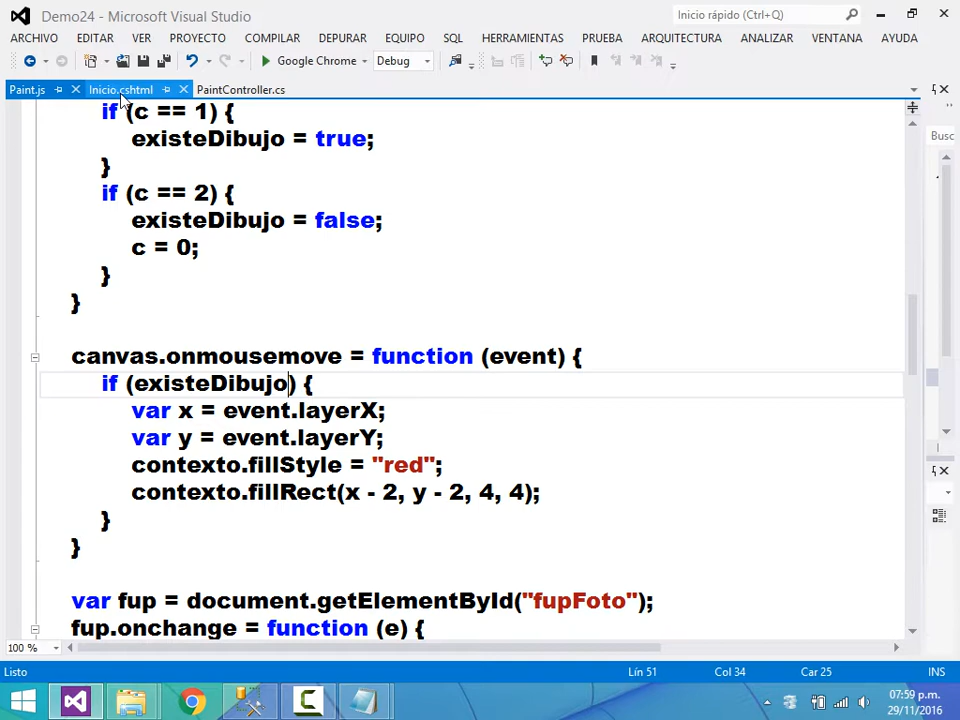 Demo24 - Microsoft Visual Studio
Inicio rápido (Ctrl+Q)
ARCHIVO EDITAR VER PROYECTO COMPILAR DEPURAR EQUIPO SQL HERRAMIENTAS PRUEBA ARQUITECTURA ANALIZAR VENTANA AYUDA
Google Chrome Debug
Paint.js Inicio.cshtml PaintController.cs
Busc
if (c == 1) {
existeDibujo = true;
}
if (c == 2) {
existeDibujo = false;
c = 0;
}
}
canvas.onmousemove = function (event) {
if (existeDibujo) {
var x = event.layerX;
var y = event.layerY;
contexto.fillStyle = "red";
contexto.fillRect(x - 2, y - 2, 4, 4);
}
}
var fup = document.getElementById("fupFoto");
fup.onchange = function (e) {
100 %
Listo Lín 51 Col 34 Car 25 INS
07:59 p.m.
29/11/2016